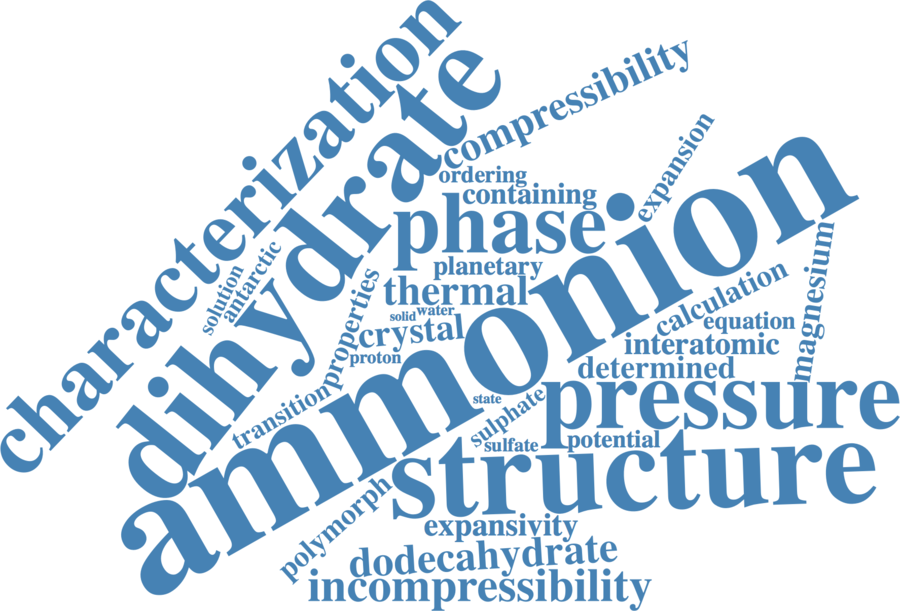 characterization
dihydrate
compressibility
ordering
containing
expansion
phase
ammonion
planetary
antarctic
solution
properties
thermal
solid
water
crystal
proton
calculation
equation
magnesium
interatomic
determined
transition
state
sulphate
sulfate
pressure
potential
structure
polymorph
expansivity
dodecahydrate
incompressibility